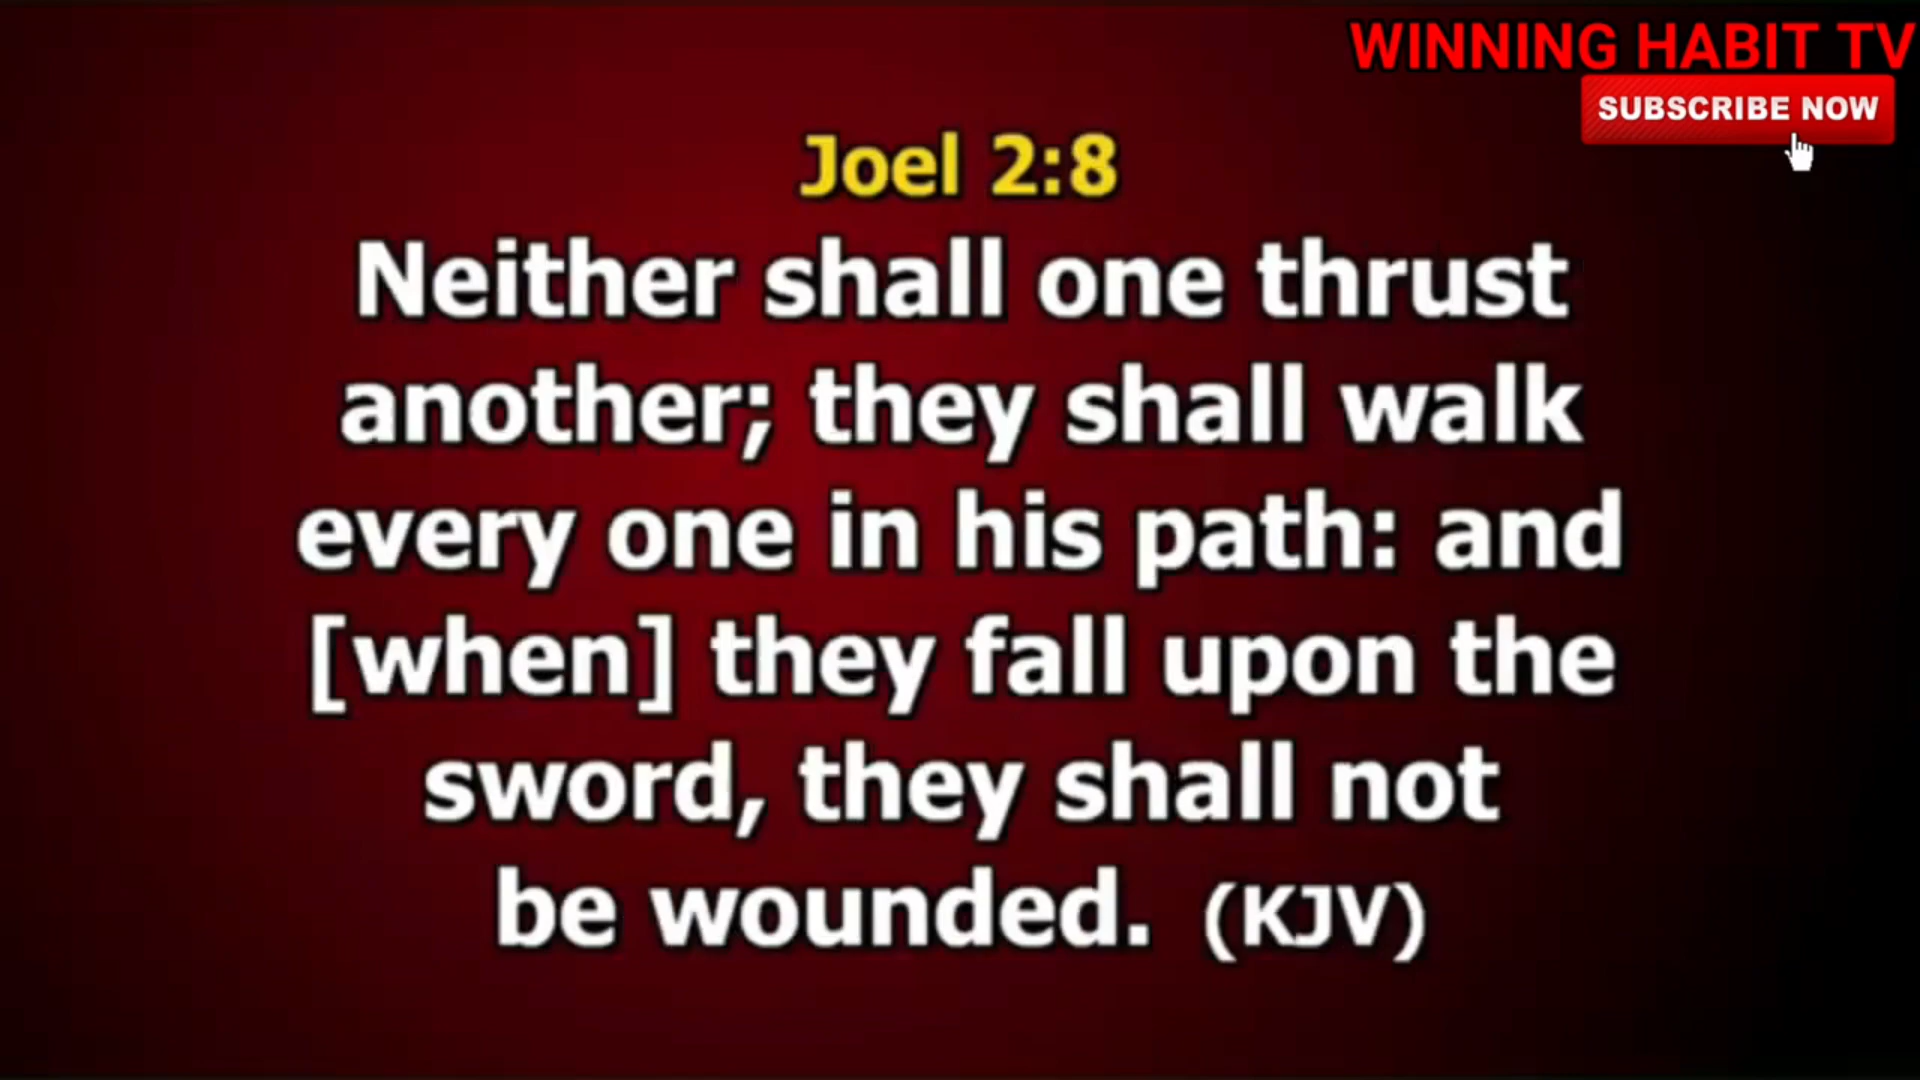 WINNING HABIT TV
SUBSCRIBE NOW
Joel 2:8
Neither shall one thrust
another; they shall walk
every one in his path: and
[when] they fall upon the
sword, they shall not
be wounded. (KJV)